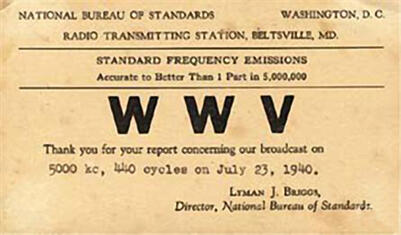 NATIONAL BUREAU OF STANDARDS WASHINGTON, D. C.
RADIO TRANSMITTING STATION, BELTSVILLE, MD.
STANDARD FREQUENCY EMISSIONS
Accurate to Better Than 1 Part in 5,000,000
W W V
Thank you for your report concerning our broadcast on
5000 kc, 440 cycles on July 23, 1940.
LYMAN J. BRIGGS,
Director, National Bureau of Standards.